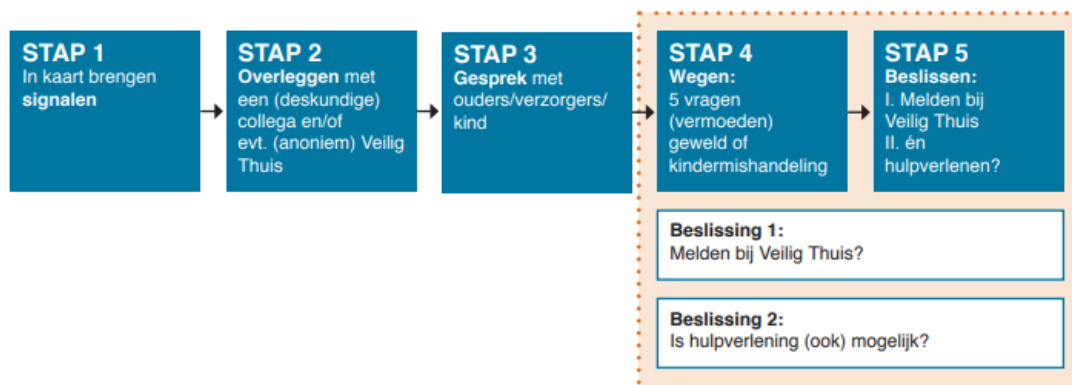 STAP 1
In kaart brengen
signalen
STAP 2
Overleggen met
een (deskundige)
collega en/of
evt. (anoniem) Veilig
Thuis
STAP 3
Gesprek met
ouders/verzorgers/
kind
STAP 4
Wegen:
5 vragen
(vermoeden)
geweld of
kindermishandeling
STAP 5
Beslissen:
I. Melden bij
Veilig Thuis
II. én
hulpverlenen?
Beslissing 1:
Melden bij Veilig Thuis?
Beslissing 2:
Is hulpverlening (ook) mogelijk?